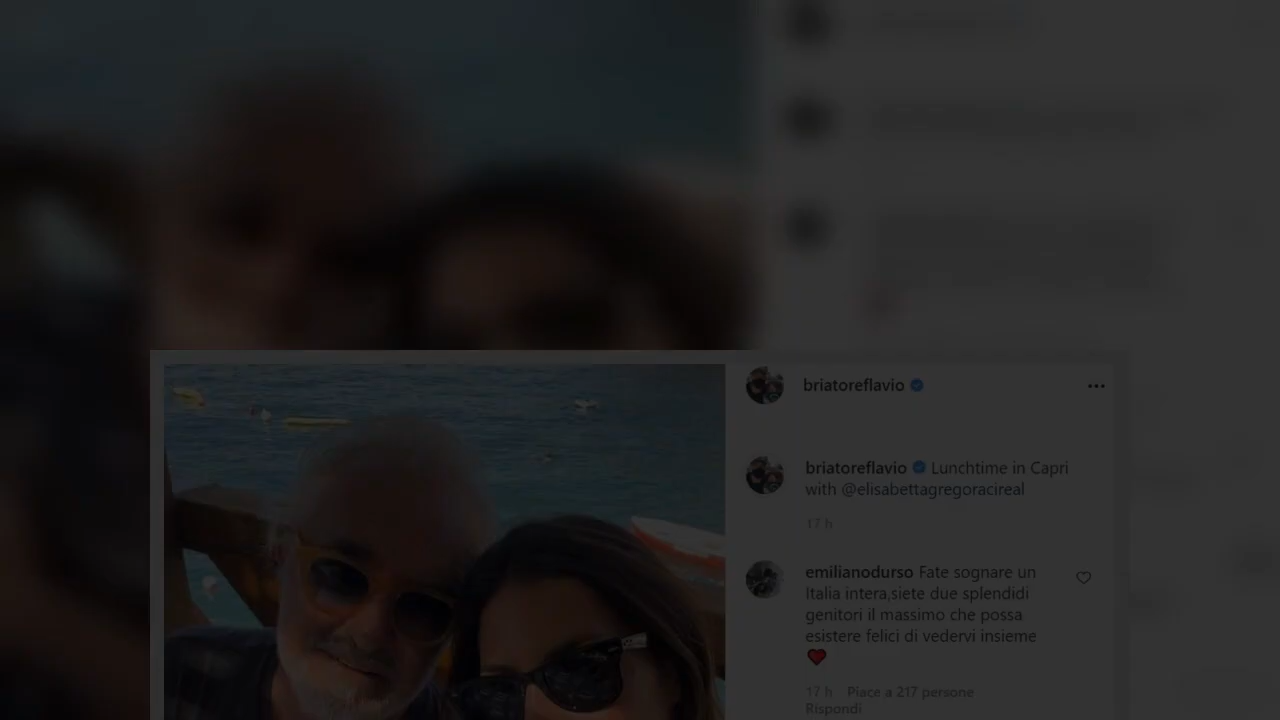 briatoreflavio
briatoreflavio Lunchtime in Capri
with @elisabettagregoracireal
17 h
emilianodurso Fate sognare un
Italia intera,siete due splendidi
genitori il massimo che possa
esistere felici di vedervi insieme
17 h Piace a 217 persone
Rispondi